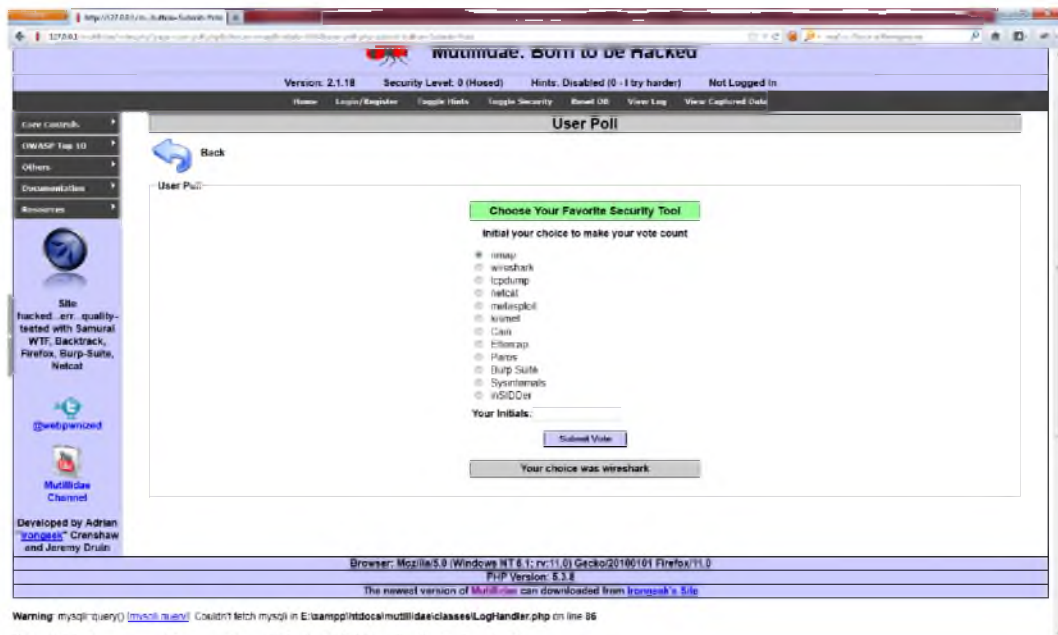 Mutillidae: Born to be Hacked
Version: 2.1.18 Security Level: 0 (Hosed) Hints: Disabled (0 - I try harder) Not Logged In
Home Login/Register Toggle Hints Toggle Security Reset DB View Log View Captured Data
Core Controls
OWASP Top 10
Others
Documentation
Resources
Site hacked...err...quality-
tested with Samurai
WTF, Backtrack,
Firefox, Burp-Suite,
Netcat
@webpwnized
Mutillidae
Channel
Developed by Adrian
"Irongeek" Crenshaw
and Jeremy Druin
User Poll
Back
User Poll
Choose Your Favorite Security Tool
Initial your choice to make your vote count
nmap
wireshark
tcpdump
netcat
metasploit
kismet
Cain
Ettercap
Paros
Burp Suite
Sysinternals
inSIDDer
Your Initials:
Submit Vote
Your choice was wireshark
Browser: Mozilla/5.0 (Windows NT 6.1; rv:11.0) Gecko/20100101 Firefox/11.0
PHP Version: 5.3.8
The newest version of Mutillidae can downloaded from Irongeek's Site
Warning: mysqli::query() [mysqli.query]: Couldn't fetch mysqli in E:\xampp\htdocs\mutillidae\classes\LogHandler.php on line 86